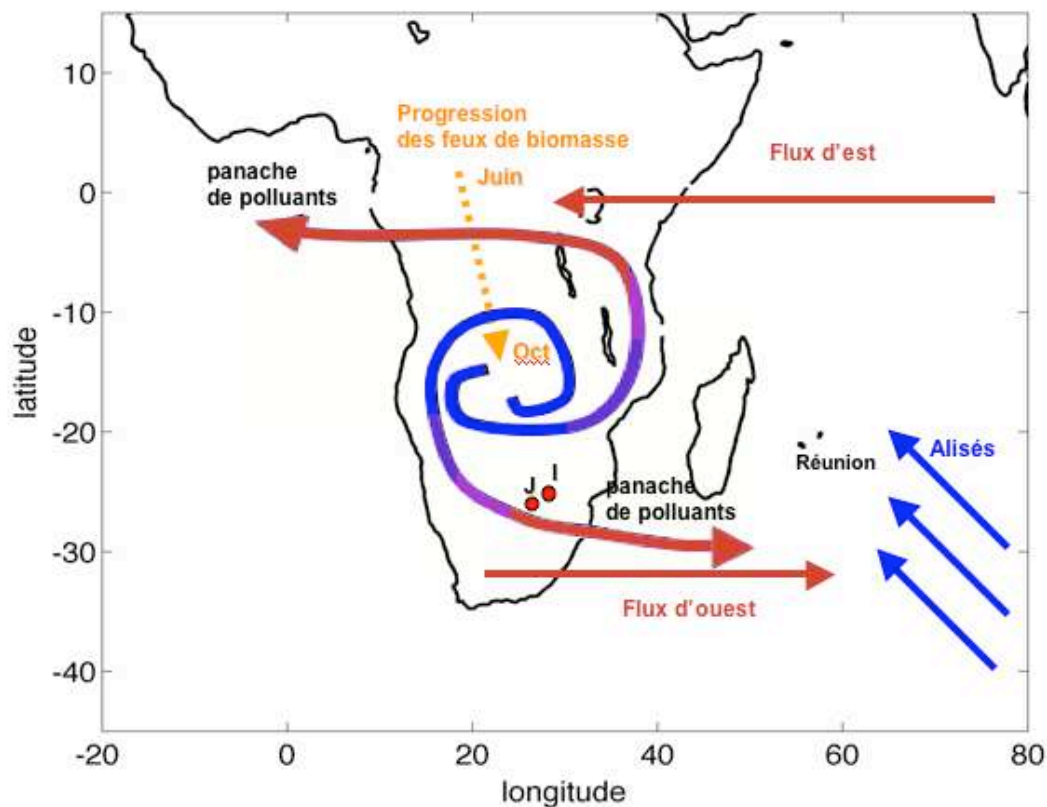 10
0
-10
-20
-30
-40
latitude
-20
0
20
40
60
80
longitude
Progression
des feux de biomasse
Juin
Flux d'est
panache
de polluants
Oct
Réunion
Alisés
J
I
panache
de polluants
Flux d'ouest